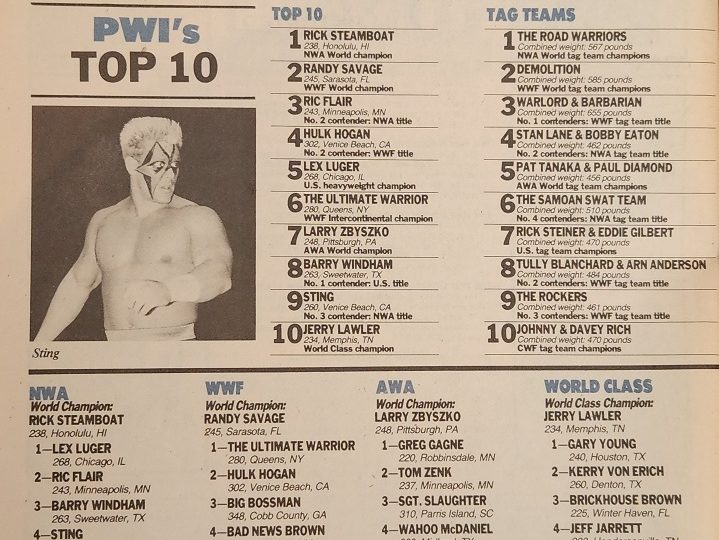 PWI's
TOP 10
Sting
TOP 10
1 RICK STEAMBOAT
238, Honolulu, HI
NWA World champion
2 RANDY SAVAGE
245, Sarasota, FL
WWF World champion
3 RIC FLAIR
243, Minneapolis, MN
No. 2 contender: NWA title
4 HULK HOGAN
302, Venice Beach, CA
No. 2 contender: WWF title
5 LEX LUGER
268, Chicago, IL
U.S. heavyweight champion
6 THE ULTIMATE WARRIOR
280, Queens, NY
WWF Intercontinental champion
7 LARRY ZBYSZKO
248, Pittsburgh, PA
AWA World champion
8 BARRY WINDHAM
263, Sweetwater, TX
No. 1 contender: U.S. title
9 STING
260, Venice Beach, CA
No. 3 contender: NWA title
10 JERRY LAWLER
234, Memphis, TN
World Class champion
TAG TEAMS
1 THE ROAD WARRIORS
Combined weight: 567 pounds
NWA World tag team champions
2 DEMOLITION
Combined weight: 585 pounds
WWF World tag team champions
3 WARLORD & BARBARIAN
Combined weight: 655 pounds
No. 1 contenders: WWF tag team title
4 STAN LANE & BOBBY EATON
Combined weight: 462 pounds
No. 2 contenders: NWA tag team title
5 PAT TANAKA & PAUL DIAMOND
Combined weight: 456 pounds
AWA World tag team champions
6 THE SAMOAN SWAT TEAM
Combined weight: 510 pounds
No. 4 contenders: NWA tag team title
7 RICK STEINER & EDDIE GILBERT
Combined weight: 470 pounds
U.S. tag team champions
8 TULLY BLANCHARD & ARN ANDERSON
Combined weight: 484 pounds
No. 2 contenders: WWF tag team title
9 THE ROCKERS
Combined weight: 461 pounds
No. 3 contenders: WWF tag team title
10 JOHNNY & DAVEY RICH
Combined weight: 470 pounds
CWF tag team champions
NWA
World Champion:
RICK STEAMBOAT
238, Honolulu, HI
1—LEX LUGER
268, Chicago, IL
2—RIC FLAIR
243, Minneapolis, MN
3—BARRY WINDHAM
263, Sweetwater, TX
4—STING
WWF
World Champion:
RANDY SAVAGE
245, Sarasota, FL
1—THE ULTIMATE WARRIOR
280, Queens, NY
2—HULK HOGAN
302, Venice Beach, CA
3—BIG BOSSMAN
348, Cobb County, GA
4—BAD NEWS BROWN
AWA
World Champion:
LARRY ZBYSZKO
248, Pittsburgh, PA
1—GREG GAGNE
220, Robbinsdale, MN
2—TOM ZENK
237, Minneapolis, MN
3—SGT. SLAUGHTER
310, Parris Island, SC
4—WAHOO McDANIEL
WORLD CLASS
World Class Champion:
JERRY LAWLER
234, Memphis, TN
1—GARY YOUNG
240, Houston, TX
2—KERRY VON ERICH
260, Denton, TX
3—BRICKHOUSE BROWN
225, Winter Haven, FL
4—JEFF JARRETT